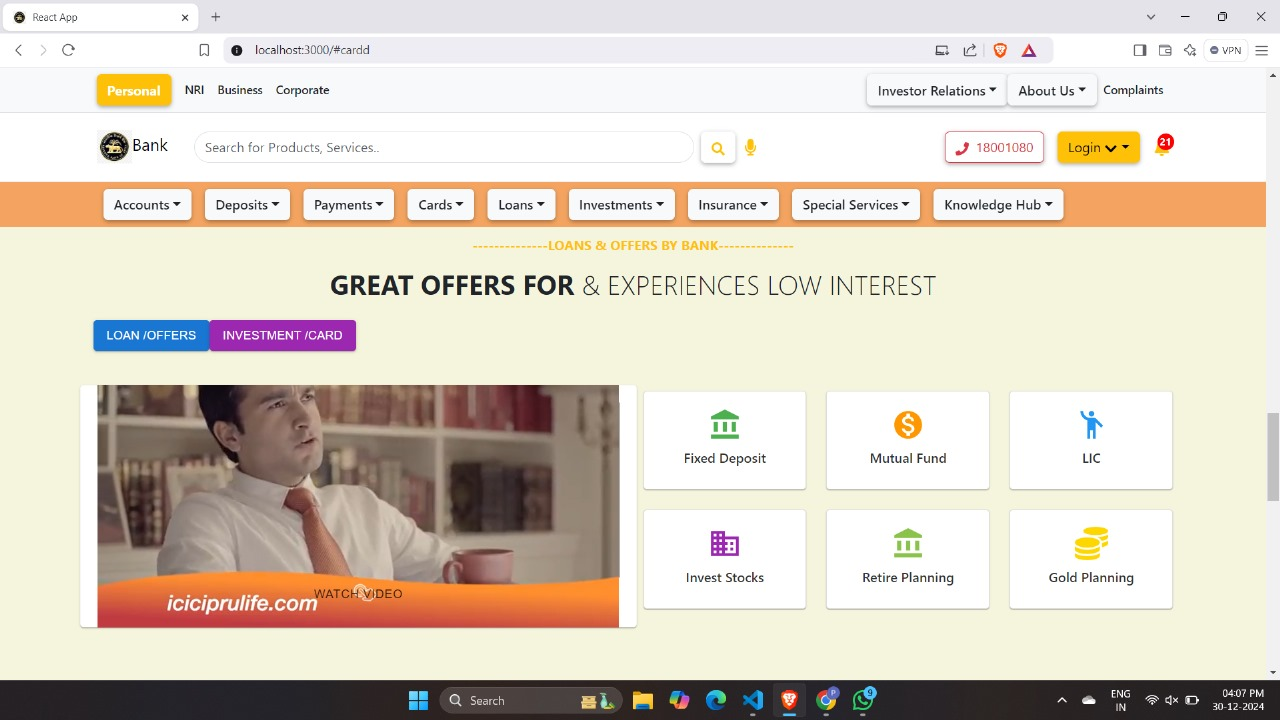 React App
localhost:3000/#cardd
VPN
Personal NRI Business Corporate Investor Relations About Us Complaints
Bank Search for Products, Services.. 18001080 Login 21
Accounts Deposits Payments Cards Loans Investments Insurance Special Services Knowledge Hub
--------------LOANS & OFFERS BY BANK--------------
GREAT OFFERS FOR & EXPERIENCES LOW INTEREST
LOAN /OFFERS INVESTMENT /CARD
Fixed Deposit Mutual Fund LIC
Invest Stocks Retire Planning Gold Planning
WATCH VIDEO
iciciprulife.com
Search
P
9
ENG
IN
04:07 PM
30-12-2024